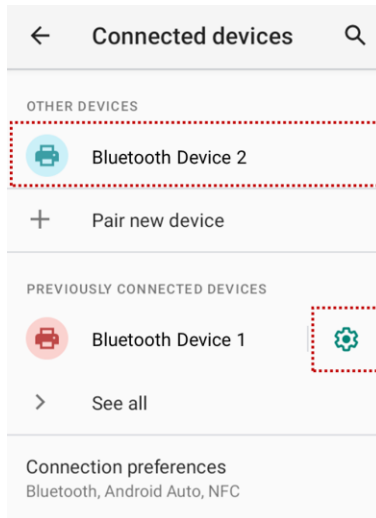 Connected devices
OTHER DEVICES
Bluetooth Device 2
Pair new device
PREVIOUSLY CONNECTED DEVICES
Bluetooth Device 1
See all
Connection preferences
Bluetooth, Android Auto, NFC